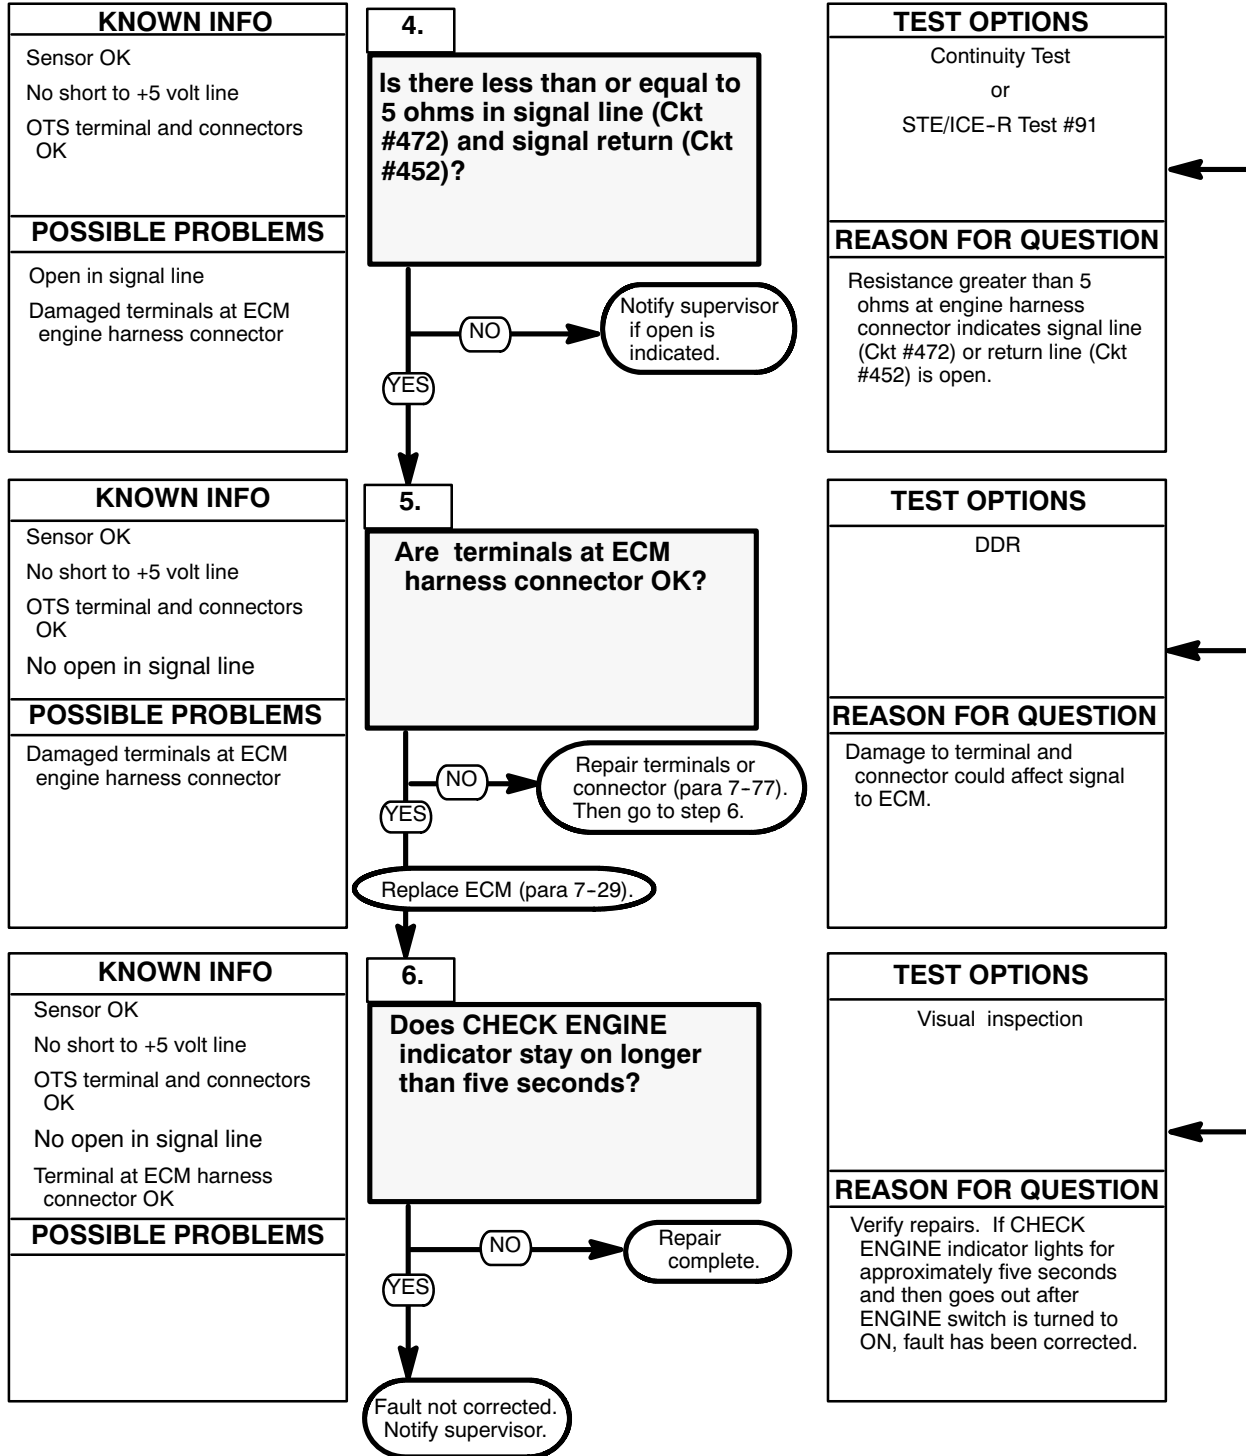 KNOWN INFO
Sensor OK
No short to +5 volt line
OTS terminal and connectors
OK
POSSIBLE PROBLEMS
Open in signal line
Damaged terminals at ECM
engine harness connector
4.
Is there less than or equal to
5 ohms in signal line (Ckt
#472) and signal return (Ckt
#452)?
NO
Notify supervisor
if open is
indicated.
YES
TEST OPTIONS
Continuity Test
or
STE/ICE-R Test #91
REASON FOR QUESTION
Resistance greater than 5
ohms at engine harness
connector indicates signal line
(Ckt #472) or return line (Ckt
#452) is open.
KNOWN INFO
Sensor OK
No short to +5 volt line
OTS terminal and connectors
OK
No open in signal line
POSSIBLE PROBLEMS
Damaged terminals at ECM
engine harness connector
5.
Are terminals at ECM
harness connector OK?
NO
Repair terminals or
connector (para 7-77).
Then go to step 6.
YES
Replace ECM (para 7-29).
TEST OPTIONS
DDR
REASON FOR QUESTION
Damage to terminal and
connector could affect signal
to ECM.
KNOWN INFO
Sensor OK
No short to +5 volt line
OTS terminal and connectors
OK
No open in signal line
Terminal at ECM harness
connector OK
POSSIBLE PROBLEMS
6.
Does CHECK ENGINE
indicator stay on longer
than five seconds?
NO
Repair
complete.
YES
Fault not corrected.
Notify supervisor.
TEST OPTIONS
Visual inspection
REASON FOR QUESTION
Verify repairs. If CHECK
ENGINE indicator lights for
approximately five seconds
and then goes out after
ENGINE switch is turned to
ON, fault has been corrected.